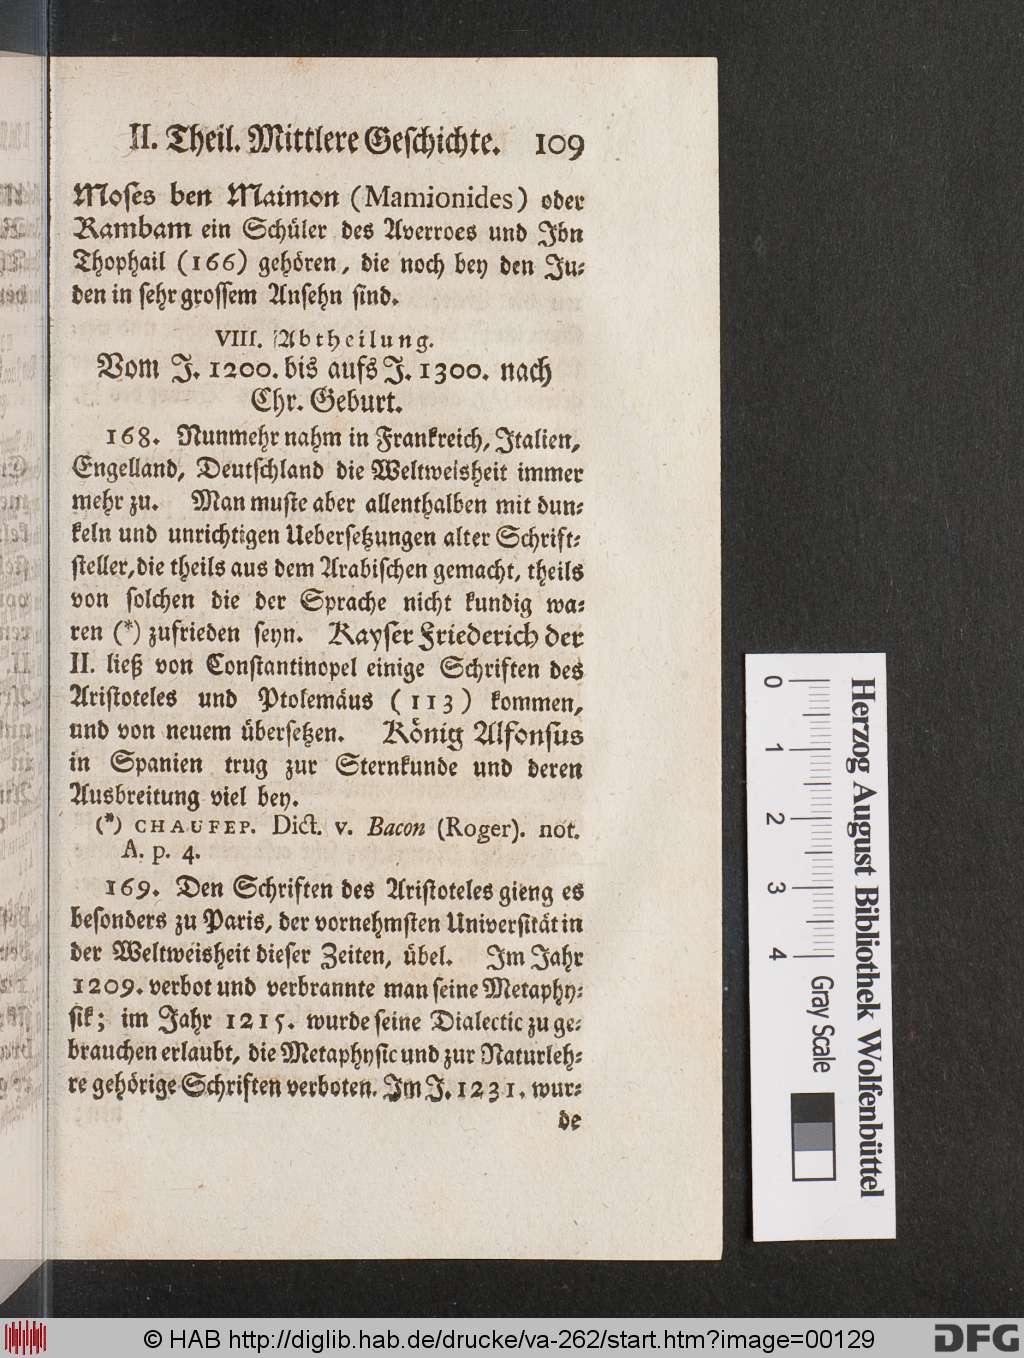 II. Theil. Mittlere Geschichte. 109
Moses ben Maimon (Mamionides) oder
Rambam ein Schüler des Averroes und Ibn
Thophail (166) gehören, die noch bey den Ju-
den in sehr grossem Ansehn sind.
VIII. Abtheilung.
Vom J. 1200. bis aufs J. 1300. nach
Chr. Geburt.
168. Nunmehr nahm in Frankreich, Italien,
Engelland, Deutschland die Weltweisheit immer
mehr zu. Man muste aber allenthalben mit dun-
keln und unrichtigen Uebersetzungen alter Schrift-
steller, die theils aus dem Arabischen gemacht, theils
von solchen die der Sprache nicht kundig wa-
ren (*) zufrieden seyn. Kayser Friederich der
II. ließ von Constantinopel einige Schriften des
Aristoteles und Ptolemäus (113) kommen,
und von neuem übersetzen. König Alfonsus
in Spanien trug zur Sternkunde und deren
Ausbreitung viel bey.
(*) CHAUFEP. Dict. v. Bacon (Roger). not.
A. p. 4.
169. Den Schriften des Aristoteles gieng es
besonders zu Paris, der vornehmsten Universität in
der Weltweisheit dieser Zeiten, übel. Im Jahr
1209. verbot und verbrannte man seine Metaphy-
sik; im Jahr 1215. wurde seine Dialectic zu ge-
brauchen erlaubt, die Metaphysic und zur Naturleh-
re gehörige Schriften verboten. Im J. 1231. wur-
de
0 1 2 3 4
Gray Scale
Herzog August Bibliothek Wolfenbüttel
© HAB http://diglib.hab.de/drucke/va-262/start.htm?image=00129
DFG